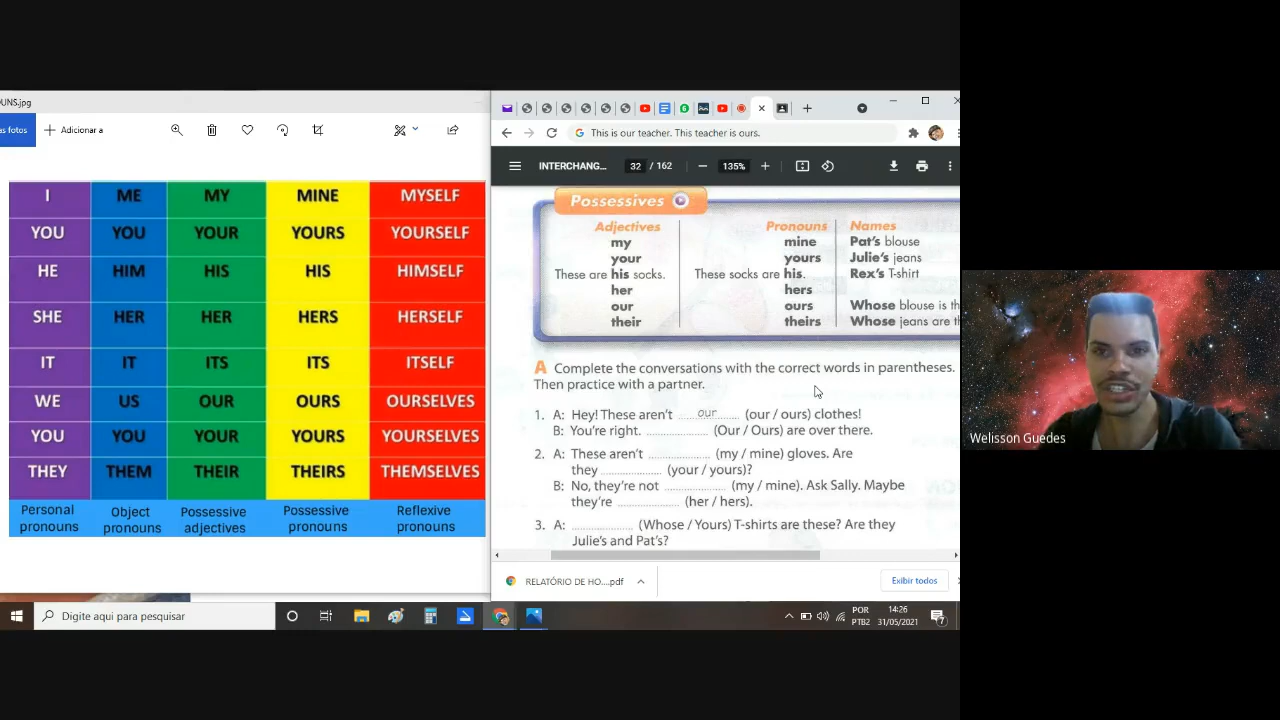 UNS.jpg
as fotos
Adicionar a
I ME MY MINE MYSELF
YOU YOU YOUR YOURS YOURSELF
HE HIM HIS HIS HIMSELF
SHE HER HER HERS HERSELF
IT IT ITS ITS ITSELF
WE US OUR OURS OURSELVES
YOU YOU YOUR YOURS YOURSELVES
THEY THEM THEIR THEIRS THEMSELVES
Personal pronouns
Object pronouns
Possessive adjectives
Possessive pronouns
Reflexive pronouns
This is our teacher. This teacher is ours.
INTERCHANG... 32 / 162 135%
Possessives
Adjectives Pronouns Names
my mine Pat's blouse
your yours Julie's jeans
These are his socks. These socks are his. Rex's T-shirt
her hers
our ours Whose blouse is th
their theirs Whose jeans are t
A Complete the conversations with the correct words in parentheses.
Then practice with a partner.
1. A: Hey! These aren't our (our / ours) clothes!
B: You're right. (Our / Ours) are over there.
2. A: These aren't (my / mine) gloves. Are
they (your / yours)?
B: No, they're not (my / mine). Ask Sally. Maybe
they're (her / hers).
3. A: (Whose / Yours) T-shirts are these? Are they
Julie's and Pat's?
RELATÓRIO DE HO....pdf
Exibir todos
Digite aqui para pesquisar
POR
PTB2
14:26
31/05/2021
7
Welisson Guedes